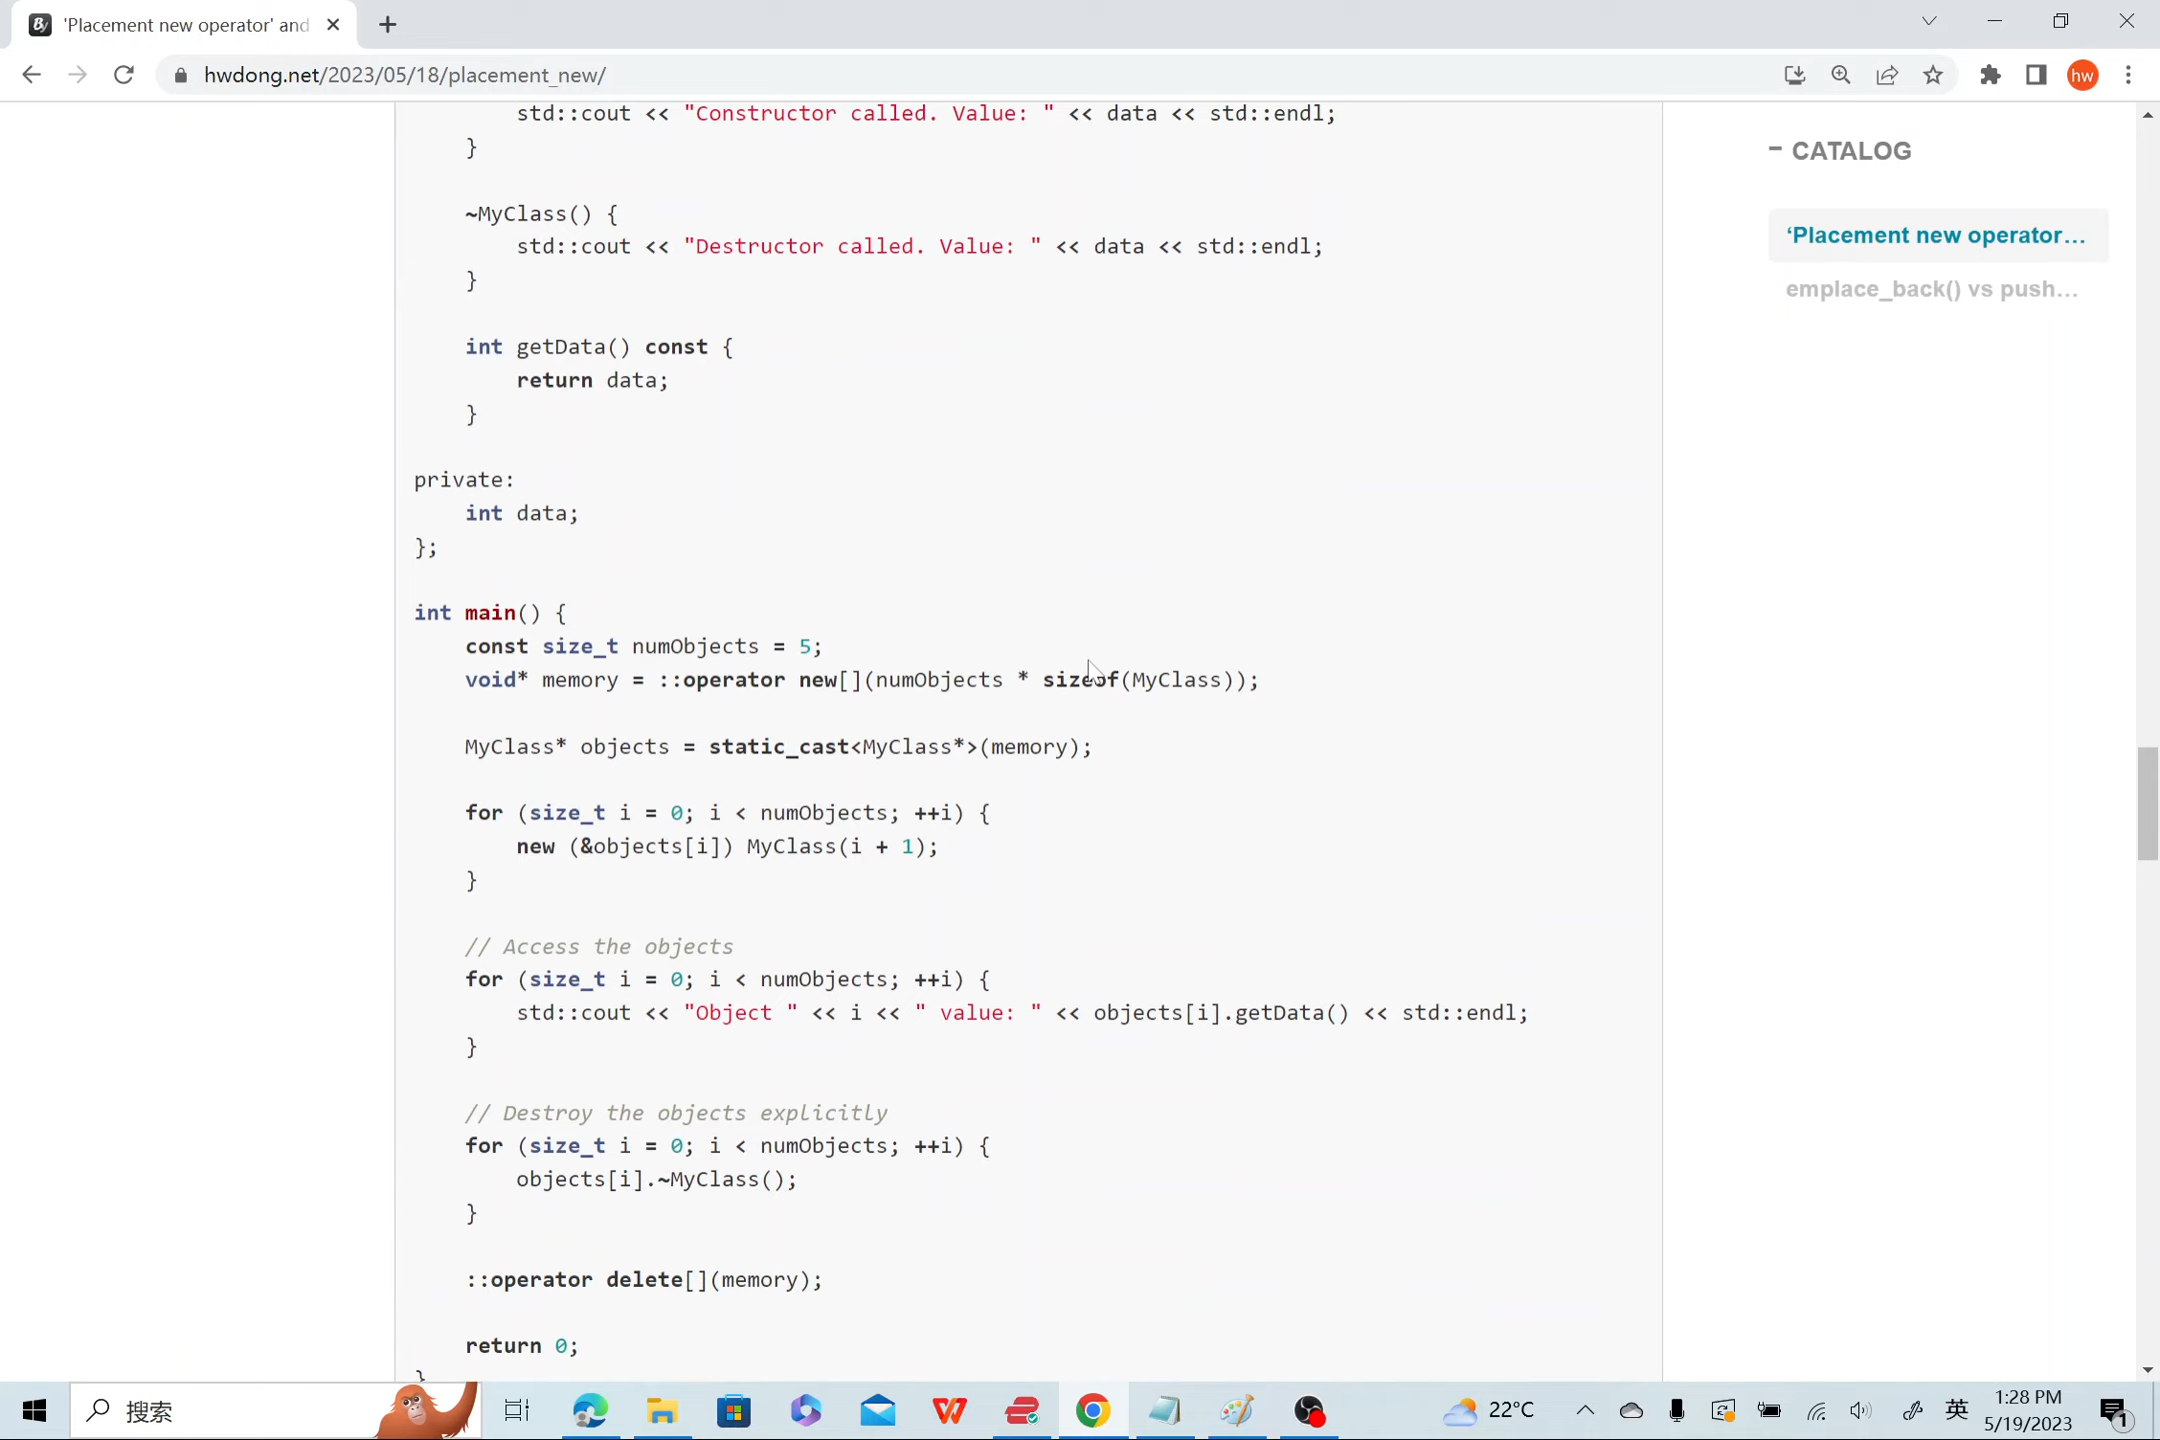 'Placement new operator' and
hwdong.net/2023/05/18/placement_new/
hw
std::cout << "Constructor called. Value: " << data << std::endl;
}
~MyClass() {
std::cout << "Destructor called. Value: " << data << std::endl;
}
int getData() const {
return data;
}
private:
int data;
};
int main() {
const size_t numObjects = 5;
void* memory = ::operator new[](numObjects * sizeof(MyClass));
MyClass* objects = static_cast<MyClass*>(memory);
for (size_t i = 0; i < numObjects; ++i) {
new (&objects[i]) MyClass(i + 1);
}
// Access the objects
for (size_t i = 0; i < numObjects; ++i) {
std::cout << "Object " << i << " value: " << objects[i].getData() << std::endl;
}
// Destroy the objects explicitly
for (size_t i = 0; i < numObjects; ++i) {
objects[i].~MyClass();
}
::operator delete[](memory);
return 0;
}
− CATALOG
‘Placement new operator...
emplace_back() vs push...
搜索
22°C
英
1:28 PM
5/19/2023
1